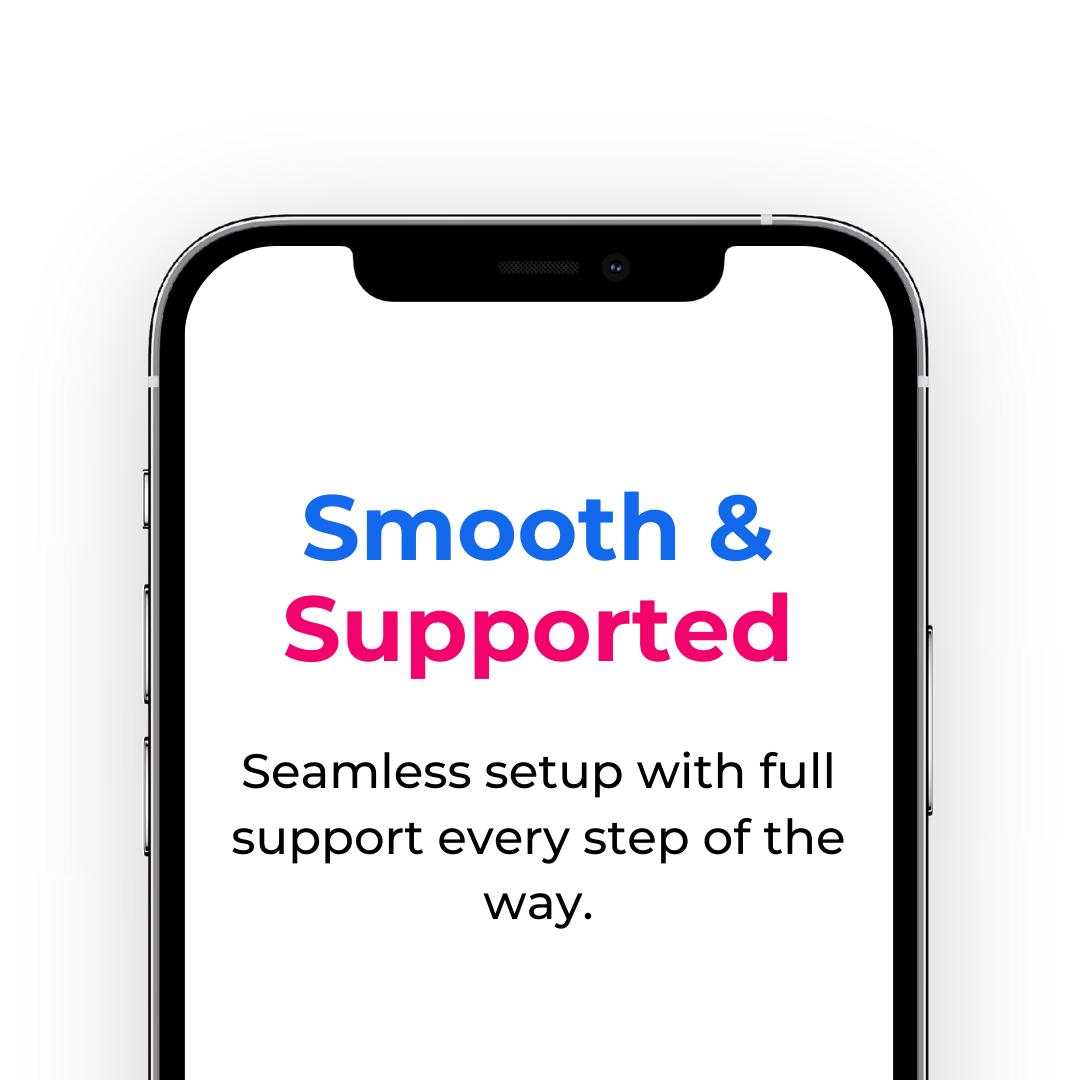 Smooth &
Supported
Seamless setup with full
support every step of the
way.